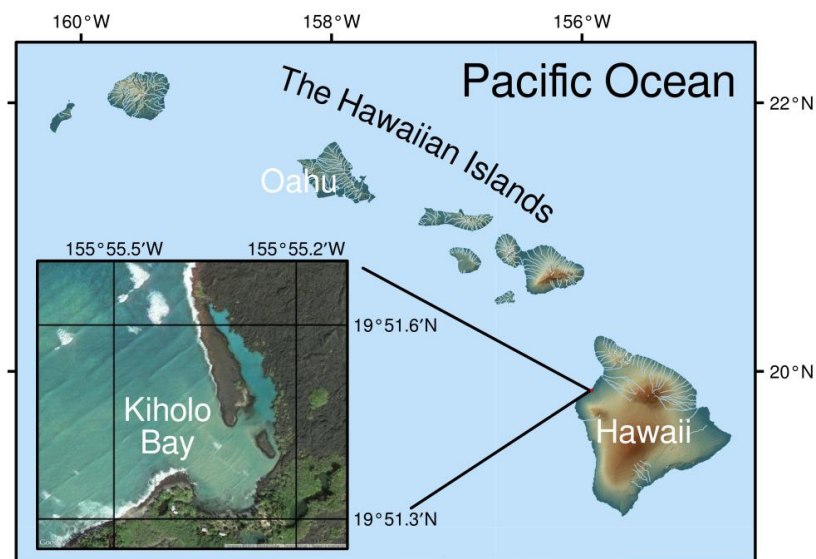 160°W
158°W
156°W
The Hawaiian Islands
Pacific Ocean
22°N
Oahu
155°55.5'W
155°55.2'W
19°51.6'N
20°N
Kiholo
Bay
Hawaii
19°51.3'N